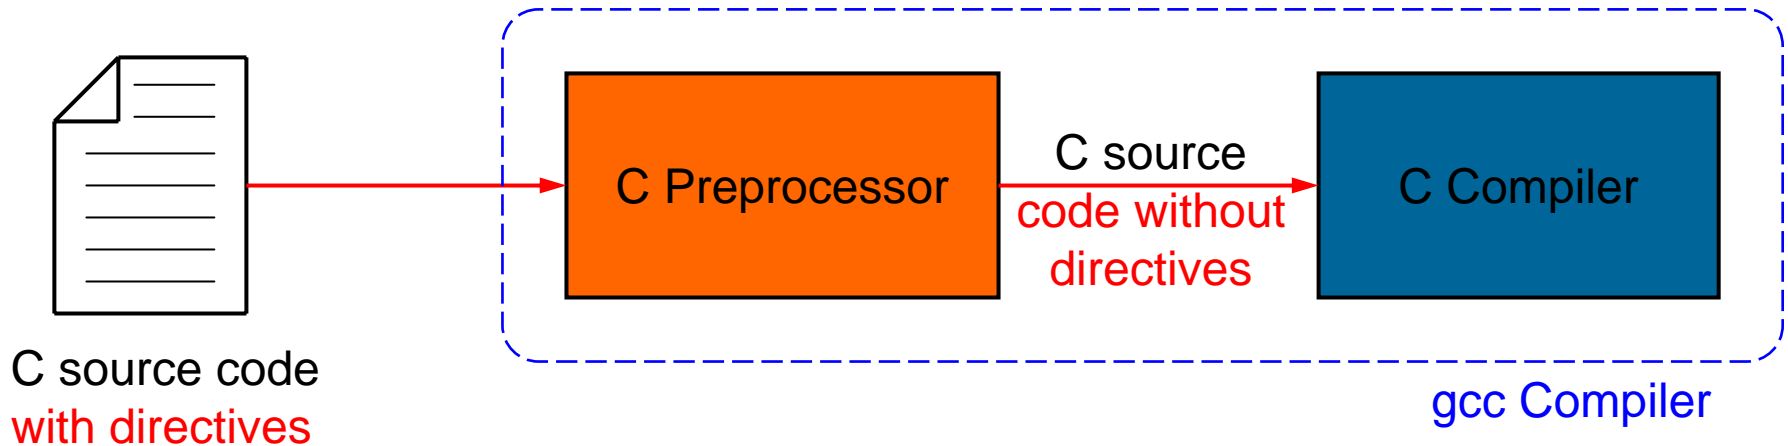 C source code
with directives
C Preprocessor
C source
code without
directives
C Compiler
gcc Compiler